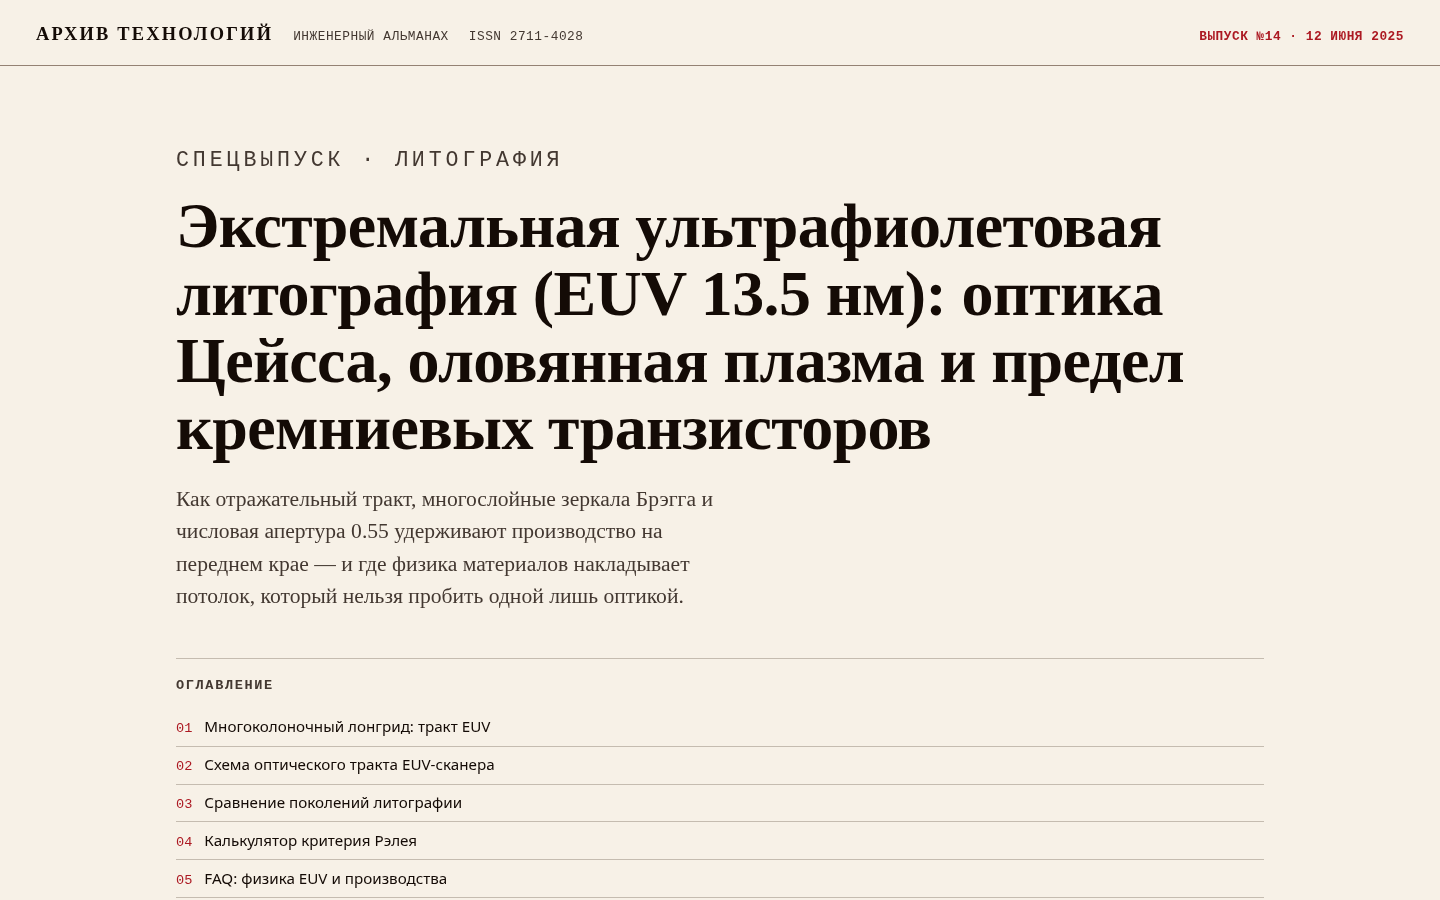 АРХИВ ТЕХНОЛОГИЙ ИНЖЕНЕРНЫЙ АЛЬМАНАХ ISSN 2711-4028 ВЫПУСК №14 · 12 ИЮНЯ 2025
СПЕЦВЫПУСК · ЛИТОГРАФИЯ
Экстремальная ультрафиолетовая
литография (EUV 13.5 нм): оптика
Цейсса, оловянная плазма и предел
кремниевых транзисторов
Как отражательный тракт, многослойные зеркала Брэгга и
числовая апертура 0.55 удерживают производство на
переднем крае — и где физика материалов накладывает
потолок, который нельзя пробить одной лишь оптикой.
ОГЛАВЛЕНИЕ
01 Многоколоночный лонгрид: тракт EUV
02 Схема оптического тракта EUV-сканера
03 Сравнение поколений литографии
04 Калькулятор критерия Рэлея
05 FAQ: физика EUV и производства